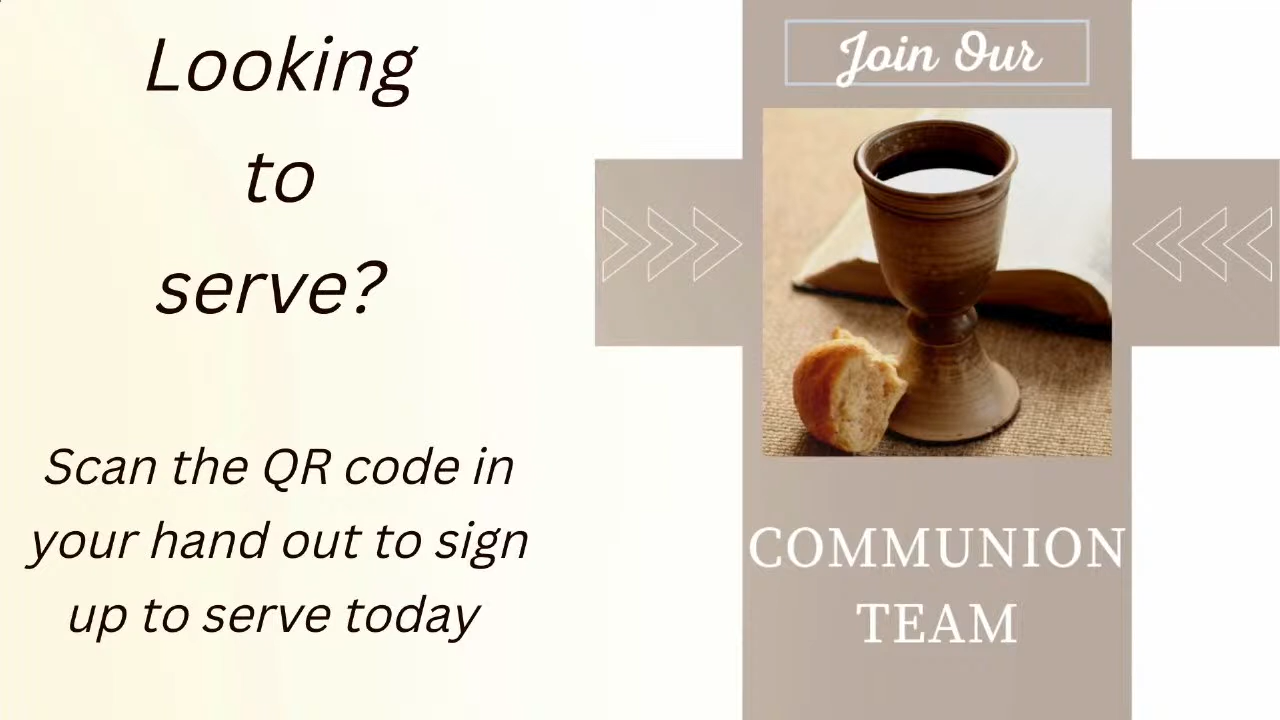 Looking
to
serve?
Scan the QR code in
your hand out to sign
up to serve today
Join Our
COMMUNION
TEAM